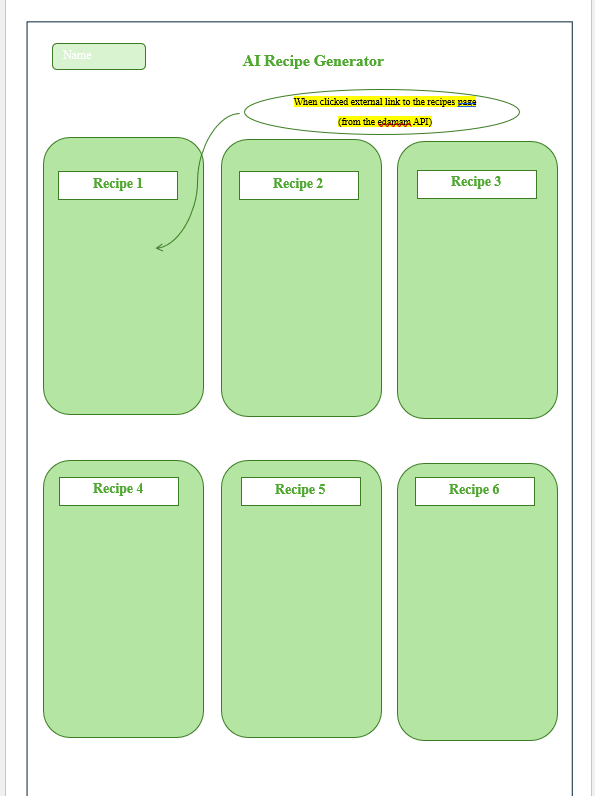 Name
AI Recipe Generator
When clicked external link to the recipes page
(from the edamam API)
Recipe 1
Recipe 2
Recipe 3
Recipe 4
Recipe 5
Recipe 6